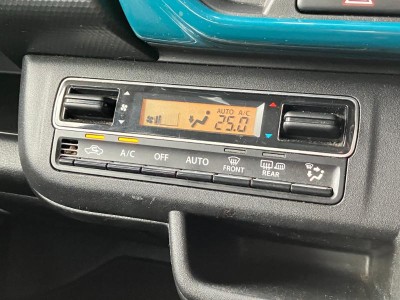 AUTO A/C
25.0
A/C OFF AUTO FRONT REAR